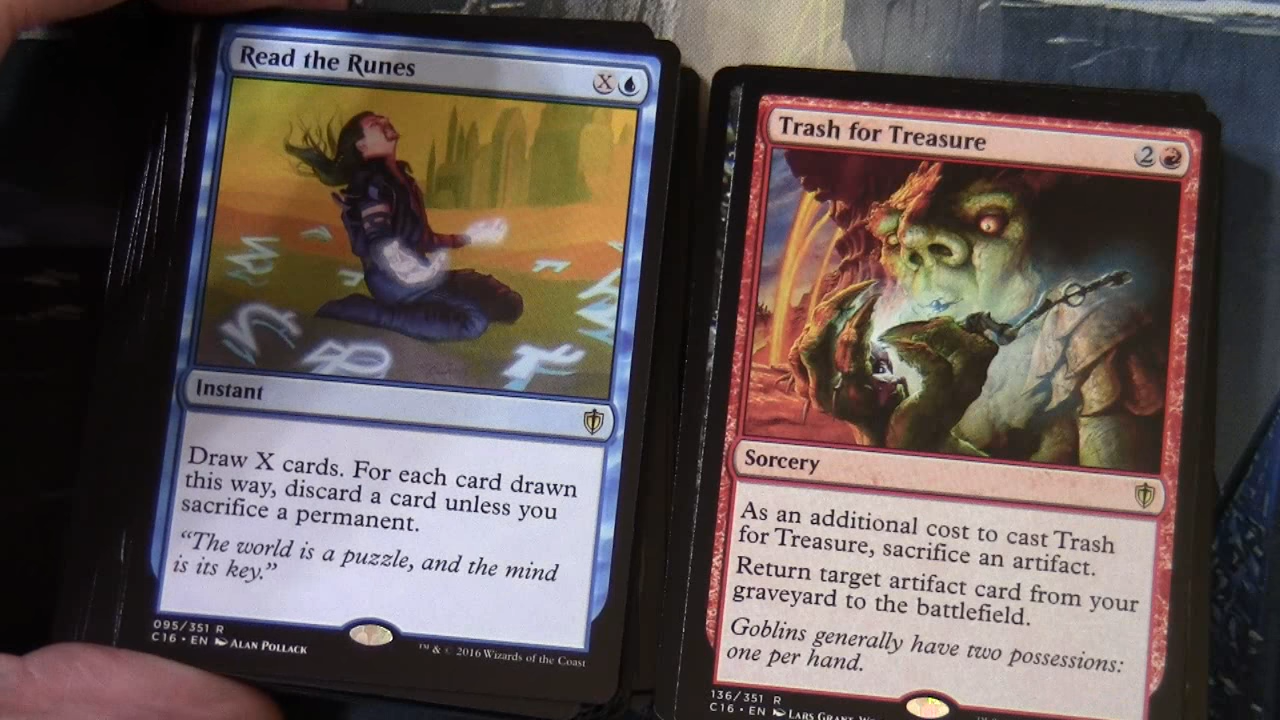 Read the Runes
X
Instant
Draw X cards. For each card drawn
this way, discard a card unless you
sacrifice a permanent.
“The world is a puzzle, and the mind
is its key.”
095/351 R
C16 • EN Alan Pollack
™ & © 2016 Wizards of the Coast
Trash for Treasure
2
Sorcery
As an additional cost to cast Trash
for Treasure, sacrifice an artifact.
Return target artifact card from your
graveyard to the battlefield.
Goblins generally have two possessions:
one per hand.
136/351 R
C16 • EN Lars Grant